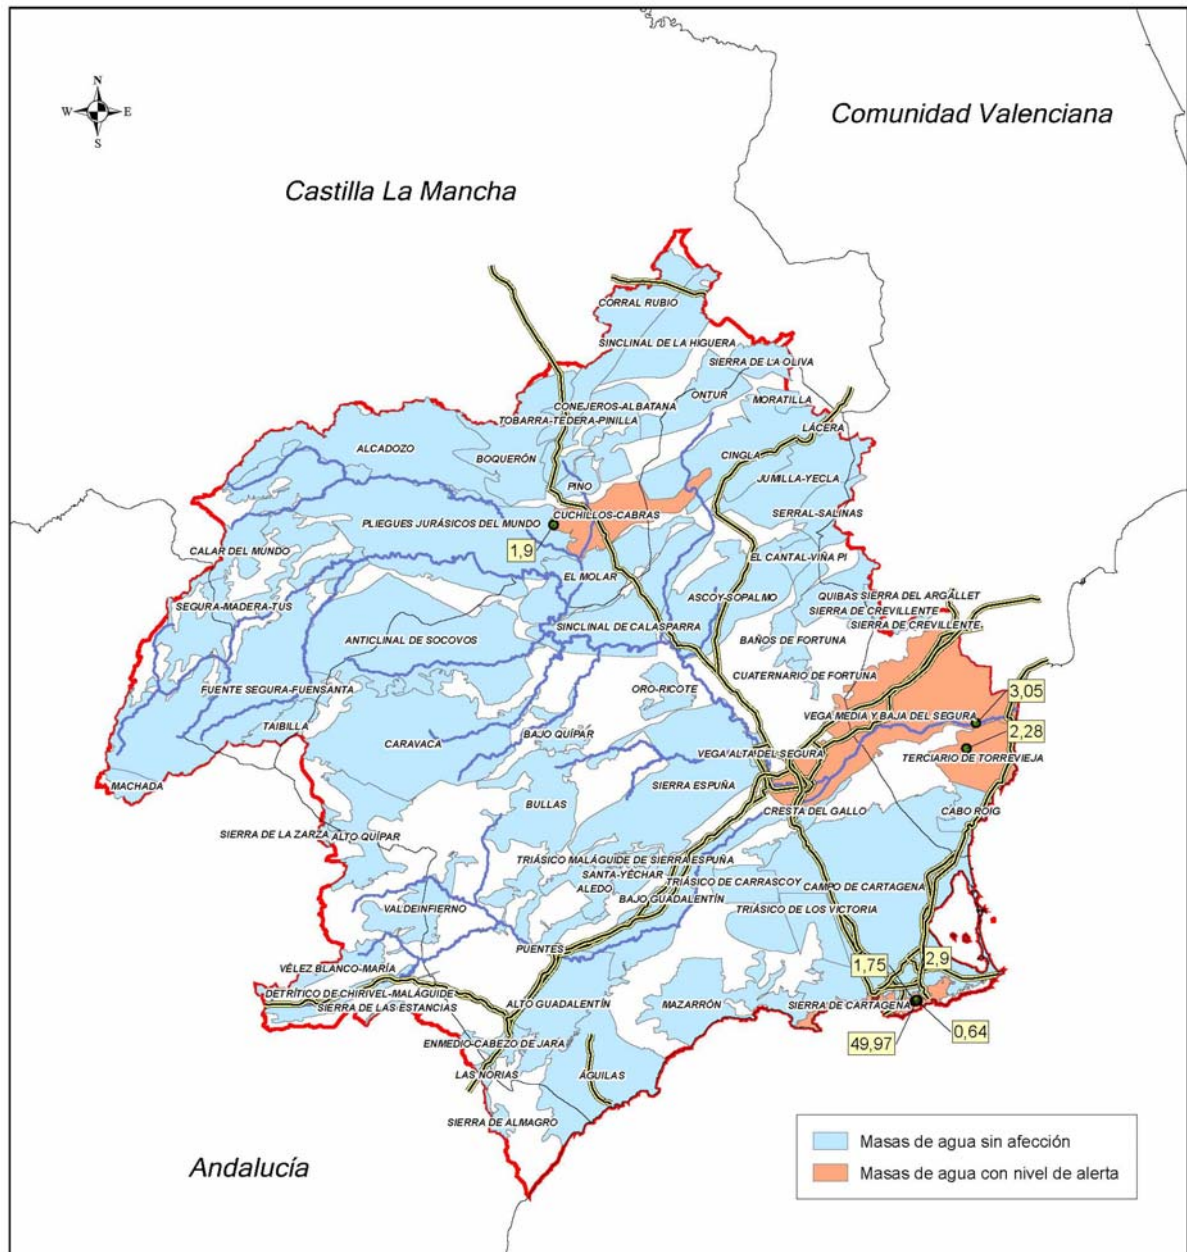 N
W E
S
Comunidad Valenciana
Castilla La Mancha
CORRAL RUBIO
SINCLINAL DE LA HIGUERA
SIERRA DE LA OLIVA
ONTUR
MORATILLA
CONEJEROS-ALBATANA
TOBARRA-TEDERA-PINILLA
LÁCERA
ALCADOZO
BOQUERÓN
CINGLA
PINO
JUMILLA-YECLA
CUCHILLOS-CABRAS
SERRAL-SALINAS
PLIEGUES JURÁSICOS DEL MUNDO
1,9
CALAR DEL MUNDO
EL CANTAL-VIÑA PI
EL MOLAR
SEGURA-MADERA-TUS
ASCOY-SOPALMO
QUIBAS
SIERRA DEL ARGALLET
SIERRA DE CREVILLENTE
SIERRA DE CREVILLENTE
SINCLINAL DE CALASPARRA
ANTICLINAL DE SOCOVOS
BAÑOS DE FORTUNA
CUATERNARIO DE FORTUNA
FUENTE SEGURA-FUENSANTA
ORO-RICOTE
3,05
TAIBILLA
VEGA MEDIA Y BAJA DEL SEGURA
2,28
BAJO QUÍPAR
CARAVACA
VEGA ALTA DEL SEGURA
TERCIARIO DE TORREVIEJA
MACHADA
SIERRA ESPUÑA
BULLAS
CRESTA DEL GALLO
CABO ROIG
SIERRA DE LA ZARZA
ALTO QUÍPAR
TRIÁSICO MALÁGUIDE DE SIERRA ESPUÑA
SANTA-YÉCHAR
TRIÁSICO DE CARRASCOY
CAMPO DE CARTAGENA
ALEDO
BAJO GUADALENTÍN
VALDEINFIERNO
TRIÁSICO DE LOS VICTORIA
PUENTES
VÉLEZ BLANCO-MARÍA
1,75
2,9
DETRÍTICO DE CHIRIVEL-MALÁGUIDE
SIERRA DE LAS ESTANCIAS
ALTO GUADALENTÍN
MAZARRÓN
SIERRA DE CARTAGENA
0,64
49,97
ENMEDIO-CABEZO DE JARA
LAS NORIAS
ÁGUILAS
SIERRA DE ALMAGRO
Andalucía
Masas de agua sin afección
Masas de agua con nivel de alerta